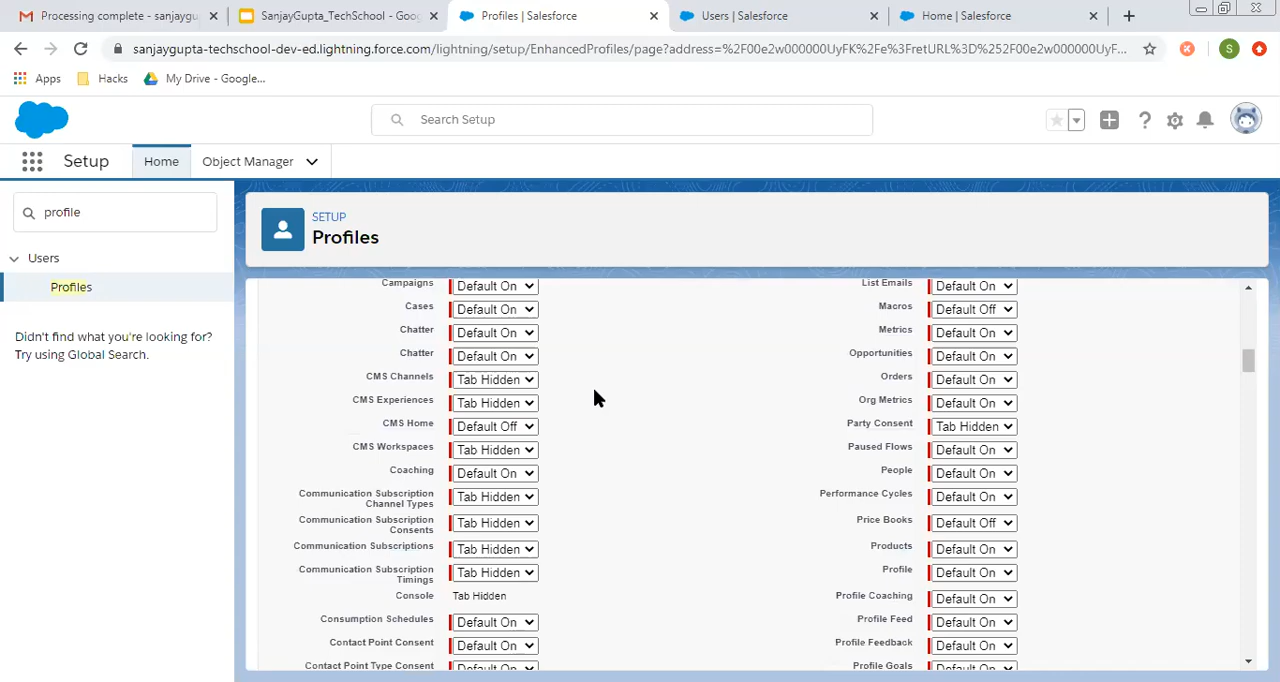 Processing complete - sanjaygu
SanjayGupta_TechSchool - Goog
Profiles | Salesforce
Users | Salesforce
Home | Salesforce
sanjaygupta-techschool-dev-ed.lightning.force.com/lightning/setup/EnhancedProfiles/page?address=%2F00e2w000000UyFK%2Fe%3FretURL%3D%252F00e2w000000UyF...
S
Apps
Hacks
My Drive - Google...
Search Setup
Setup
Home
Object Manager
profile
Users
Profiles
Didn't find what you're looking for?
Try using Global Search.
SETUP
Profiles
Campaigns Default On
Cases Default On
Chatter Default On
Chatter Default On
CMS Channels Tab Hidden
CMS Experiences Tab Hidden
CMS Home Default Off
CMS Workspaces Tab Hidden
Coaching Default On
Communication Subscription
Channel Types Tab Hidden
Communication Subscription
Consents Tab Hidden
Communication Subscriptions Tab Hidden
Communication Subscription
Timings Tab Hidden
Console Tab Hidden
Consumption Schedules Default On
Contact Point Consent Default On
Contact Point Type Consent Default On
List Emails Default On
Macros Default Off
Metrics Default On
Opportunities Default On
Orders Default On
Org Metrics Default On
Party Consent Tab Hidden
Paused Flows Default On
People Default On
Performance Cycles Default On
Price Books Default Off
Products Default On
Profile Default On
Profile Coaching Default On
Profile Feed Default On
Profile Feedback Default On
Profile Goals Default On